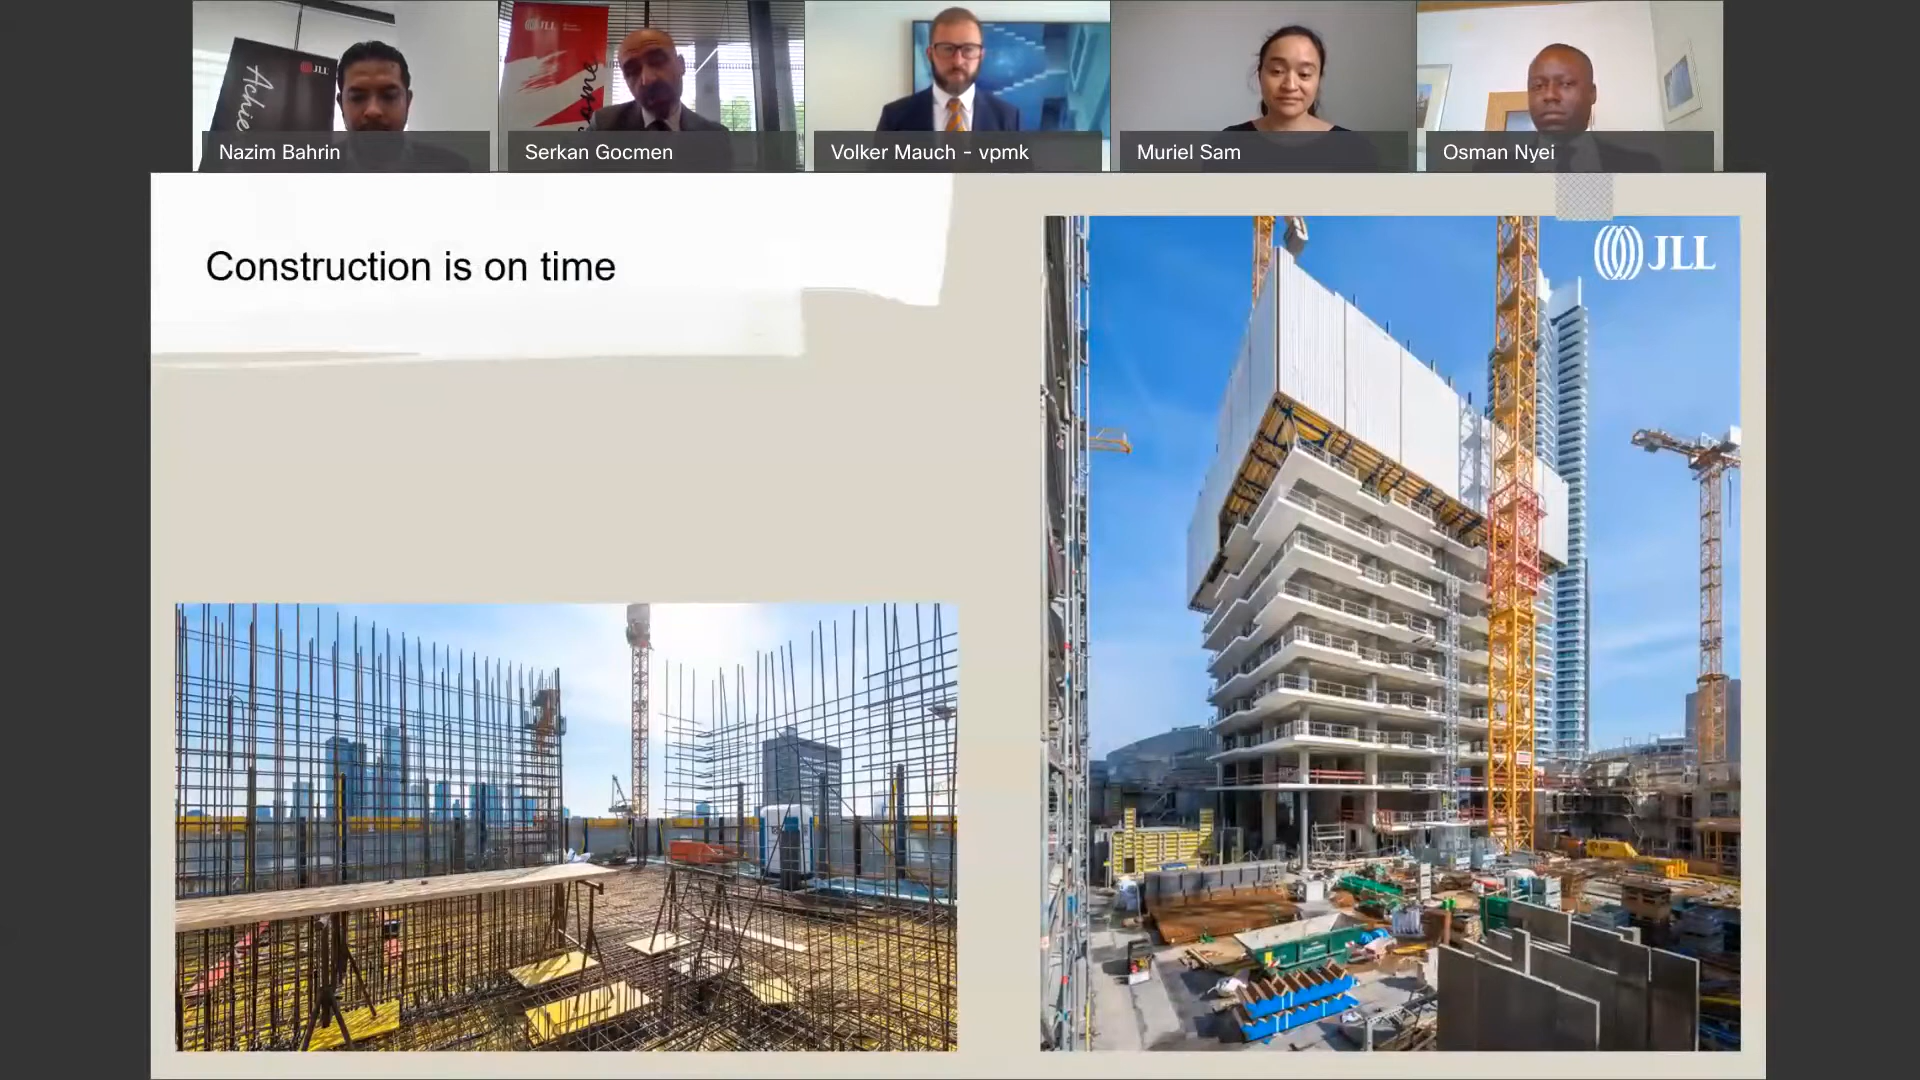 Achie
JLL
JLL
Nazim Bahrin
Serkan Gocmen
Volker Mauch - vpmk
Muriel Sam
Osman Nyei
Construction is on time
JLL